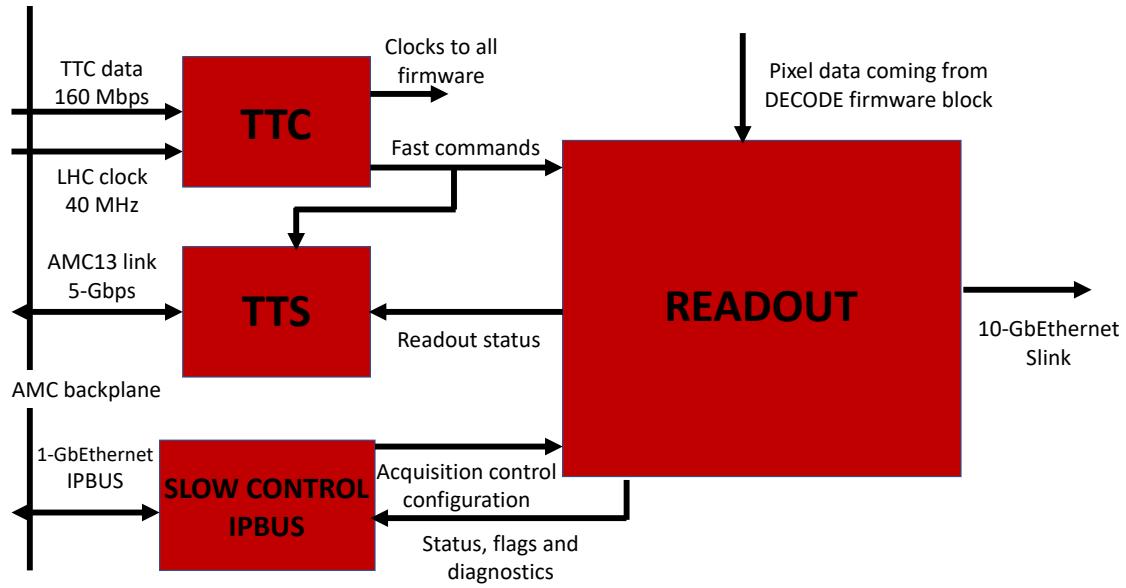 TTC data
160 Mbps
LHC clock
40 MHz
TTC
Clocks to all
firmware
Fast commands
Pixel data coming from
DECODE firmware block
AMC13 link
5-Gbps
TTS
Readout status
READOUT
10-GbEthernet
Slink
AMC backplane
1-GbEthernet
IPBUS
SLOW CONTROL
IPBUS
Acquisition control
configuration
Status, flags and
diagnostics